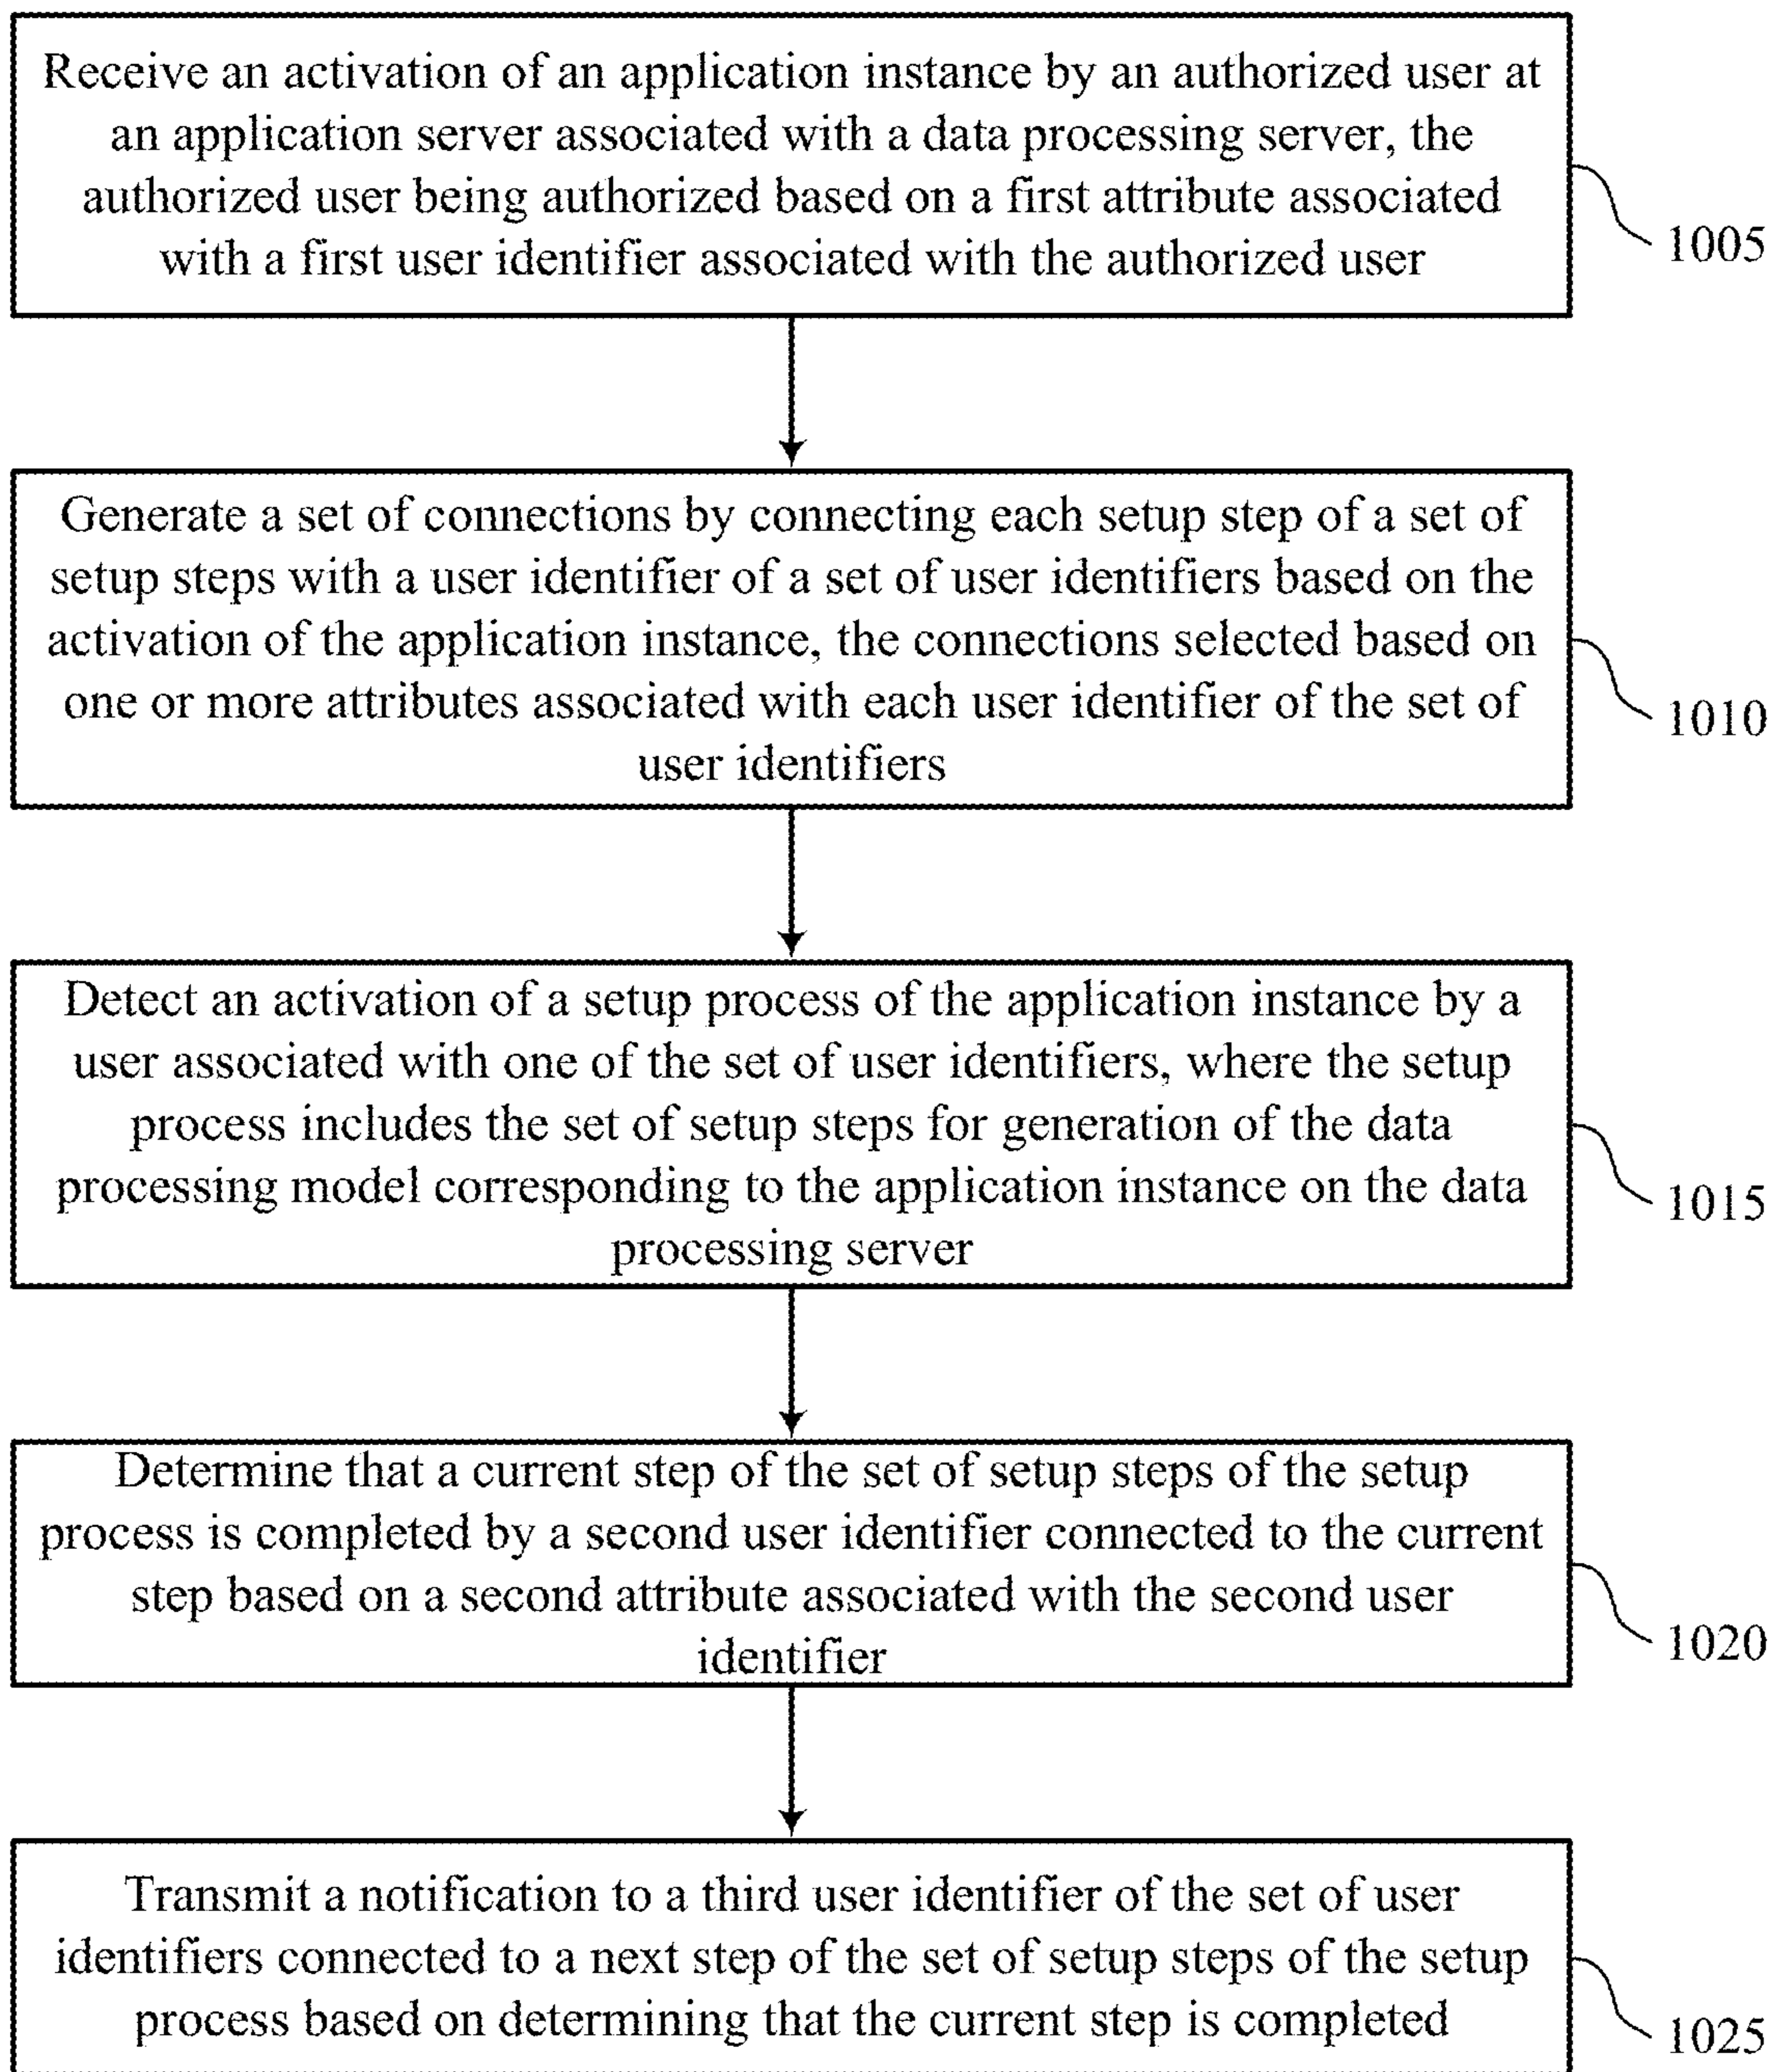 Receive an activation of an application instance by an authorized user at
an application server associated with a data processing server, the
authorized user being authorized based on a first attribute associated
with a first user identifier associated with the authorized user
1005
Generate a set of connections by connecting each setup step of a set of
setup steps with a user identifier of a set of user identifiers based on the
activation of the application instance, the connections selected based on
one or more attributes associated with each user identifier of the set of
user identifiers
1010
Detect an activation of a setup process of the application instance by a
user associated with one of the set of user identifiers, where the setup
process includes the set of setup steps for generation of the data
processing model corresponding to the application instance on the data
processing server
1015
Determine that a current step of the set of setup steps of the setup
process is completed by a second user identifier connected to the current
step based on a second attribute associated with the second user
identifier
1020
Transmit a notification to a third user identifier of the set of user
identifiers connected to a next step of the set of setup steps of the setup
process based on determining that the current step is completed
1025